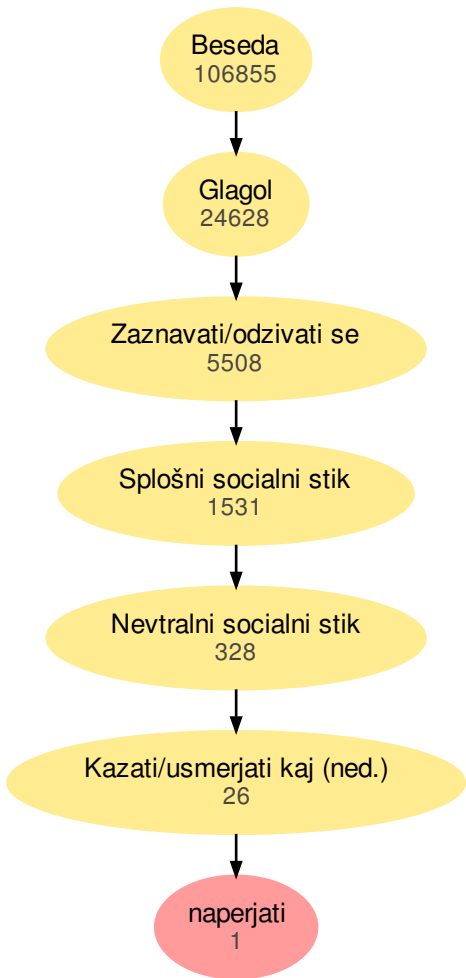 Beseda
106855
Glagol
24628
Zaznavati/odzivati se
5508
Splošni socialni stik
1531
Nevtralni socialni stik
328
Kazati/usmerjati kaj (ned.)
26
naperjati
1